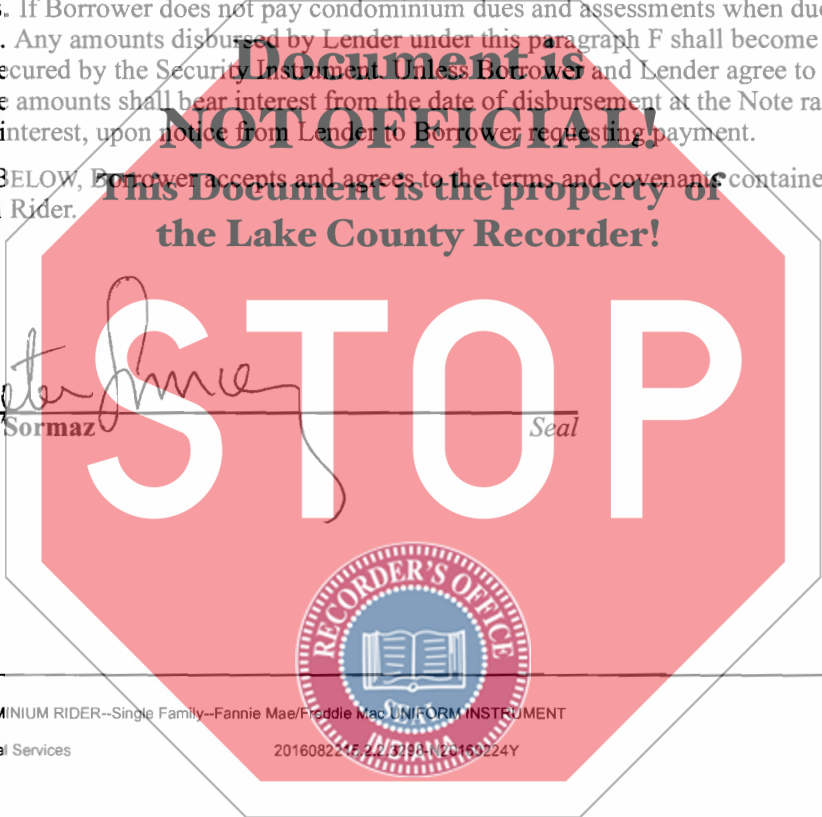 . If Borrower does not pay condominium dues and assessments when due
. Any amounts disbursed by Lender under this paragraph F shall become
ecured by the Security Instrument. Unless Borrower and Lender agree to
e amounts shall bear interest from the date of disbursement at the Note ra
interest, upon notice from Lender to Borrower requesting payment.
BELOW, Borrower accepts and agrees to the terms and covenants containe
Rider.
Document is
NOT OFFICIAL!
This Document is the property of
the Lake County Recorder!
STOP
Sormaz Seal
RECORDER'S OFFICE
INDIANA
MINIUM RIDER--Single Family--Fannie Mae/Freddie Mac UNIFORM INSTRUMENT
l Services